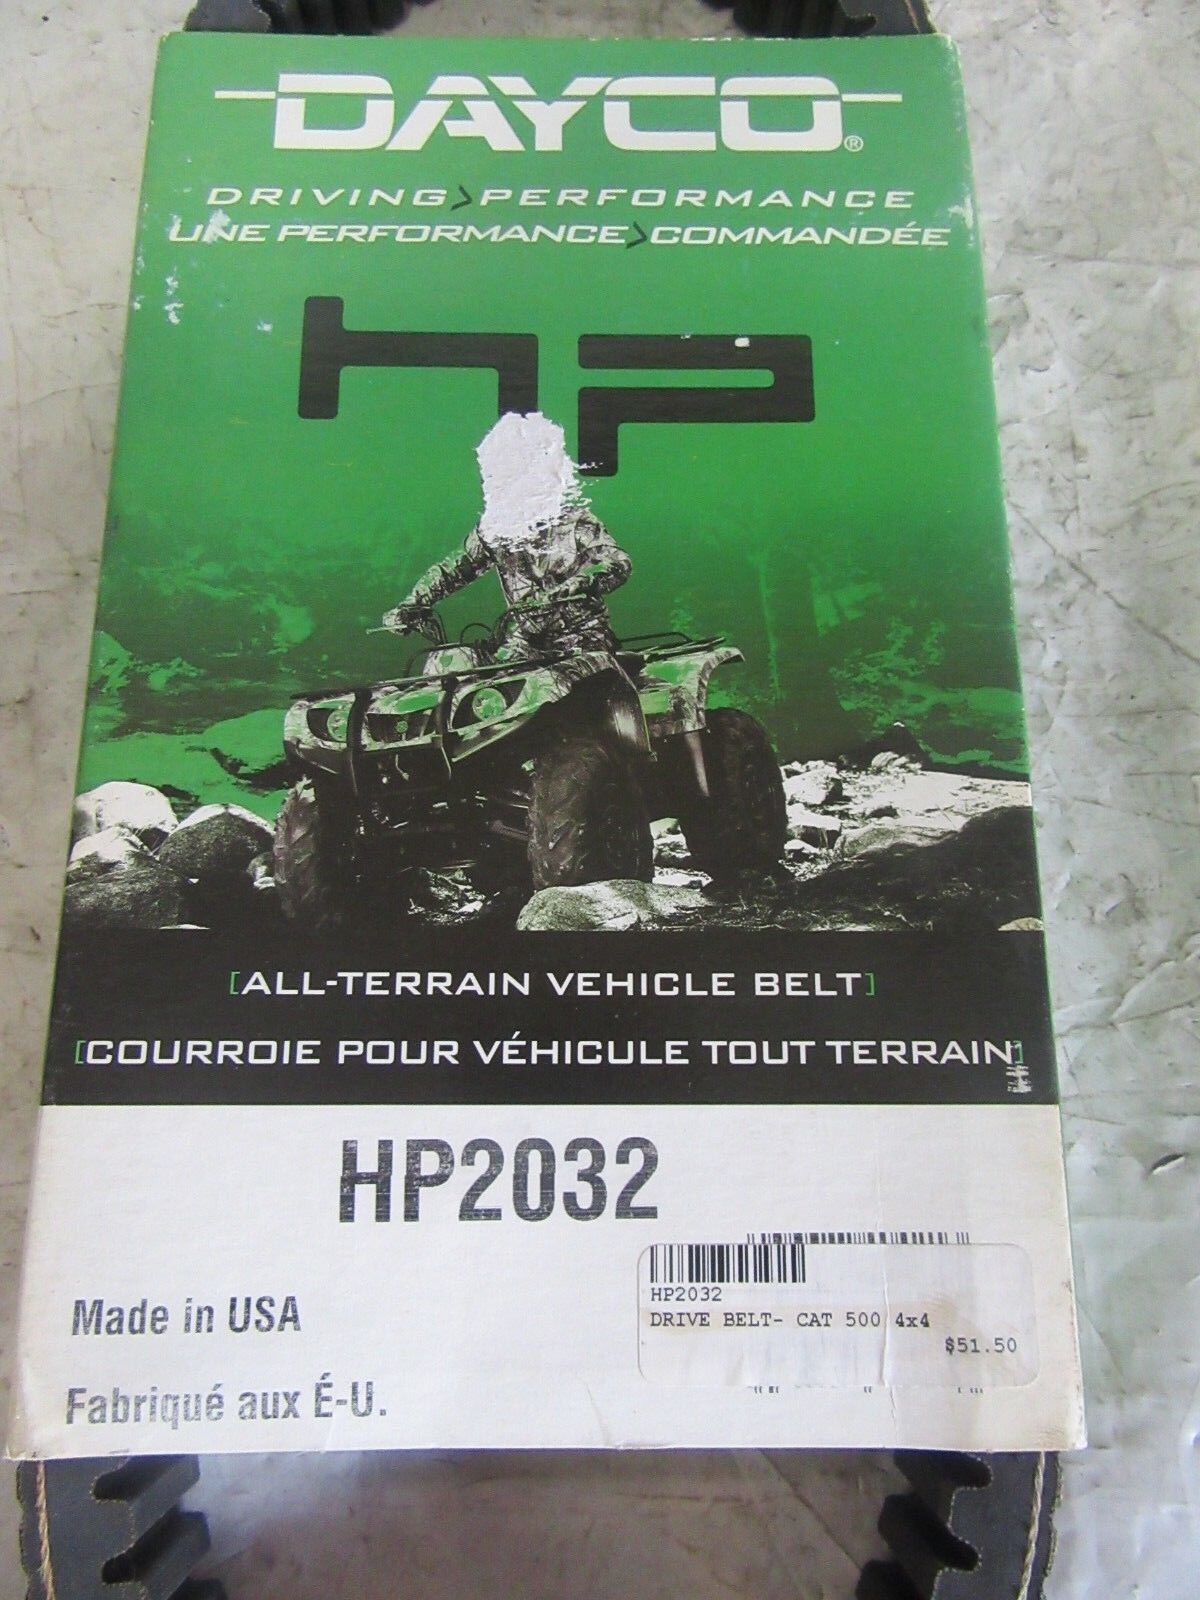 DAYCO®
DRIVING>PERFORMANCE
UNE PERFORMANCE>COMMANDÉE
hp
[ALL-TERRAIN VEHICLE BELT]
[COURROIE POUR VÉHICULE TOUT TERRAIN]
HP2032
Made in USA
Fabriqué aux É-U.
HP2032
DRIVE BELT- CAT 500 4x4
$51.50